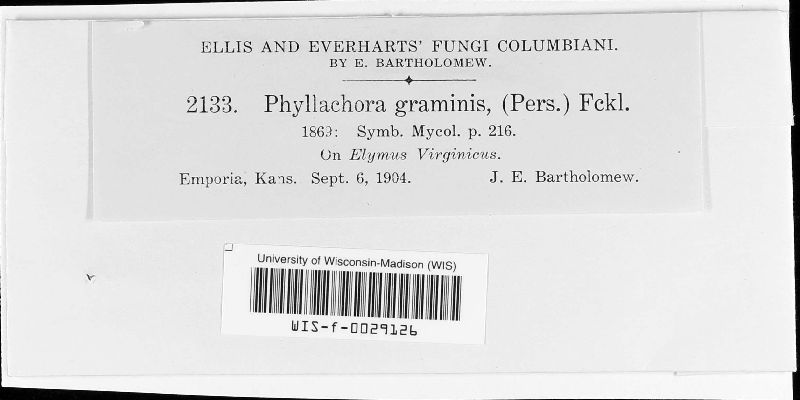 ELLIS AND EVERHARTS' FUNGI COLUMBIANI.
BY E. BARTHOLOMEW.
2133. Phyllachora graminis, (Pers.) Fckl.
1869: Symb. Mycol. p. 216.
On Elymus Virginicus.
Emporia, Kans. Sept. 6, 1904. J. E. Bartholomew.
University of Wisconsin-Madison (WIS)
WIS-f-0029126